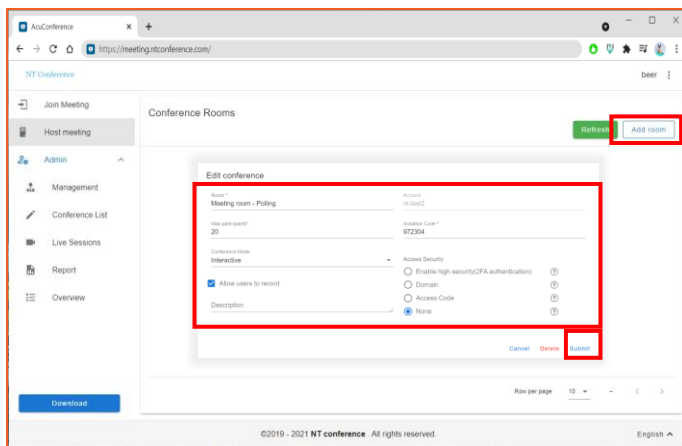 AcuConference
https://meeting.ntconference.com/
NT Conference
beer
Join Meeting
Host meeting
Admin
Management
Conference List
Live Sessions
Report
Overview
Download
Conference Rooms
Refresh
Add room
Edit conference
Room *
Meeting room - Polling
Account
nt-test2
Max participants*
20
Invitation Code *
972304
Conference Mode
Interactive
Allow users to record
Description
Access Security
Enable high security(2FA authentication)
Domain
Access Code
None
Cancel Delete Submit
Row per page 10 –
©2019 - 2021 NT conference . All rights reserved.
English